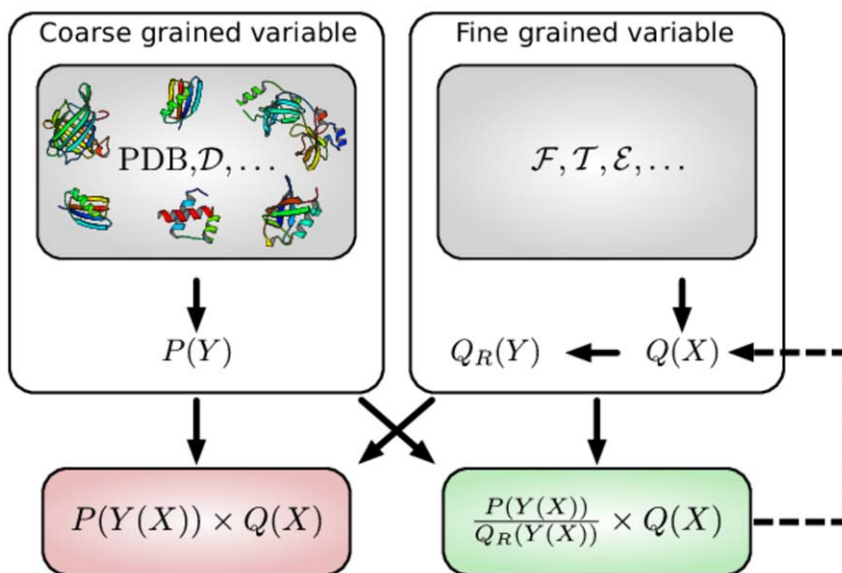 Coarse grained variable
Fine grained variable
PDB,𝒟,...
ℱ, 𝒯, ℰ, ...
P(Y)
Q_R(Y)
Q(X)
P(Y(X)) × Q(X)
P(Y(X))/Q_R(Y(X)) × Q(X)